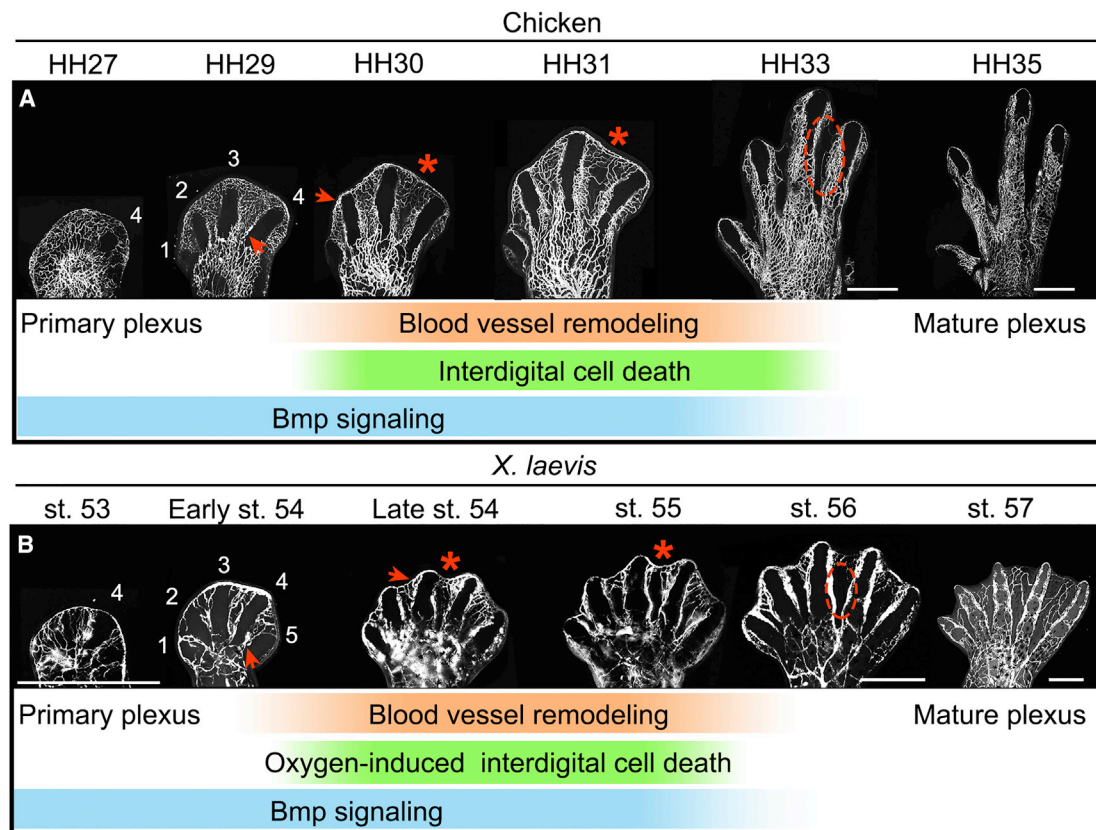 Chicken
HH27 HH29 HH30 HH31 HH33 HH35
A
3
2 4 4
1
*
*
Primary plexus Blood vessel remodeling Mature plexus
Interdigital cell death
Bmp signaling
X. laevis
st. 53 Early st. 54 Late st. 54 st. 55 st. 56 st. 57
B
3
4 2 4
1 5
*
*
Primary plexus Blood vessel remodeling Mature plexus
Oxygen-induced interdigital cell death
Bmp signaling